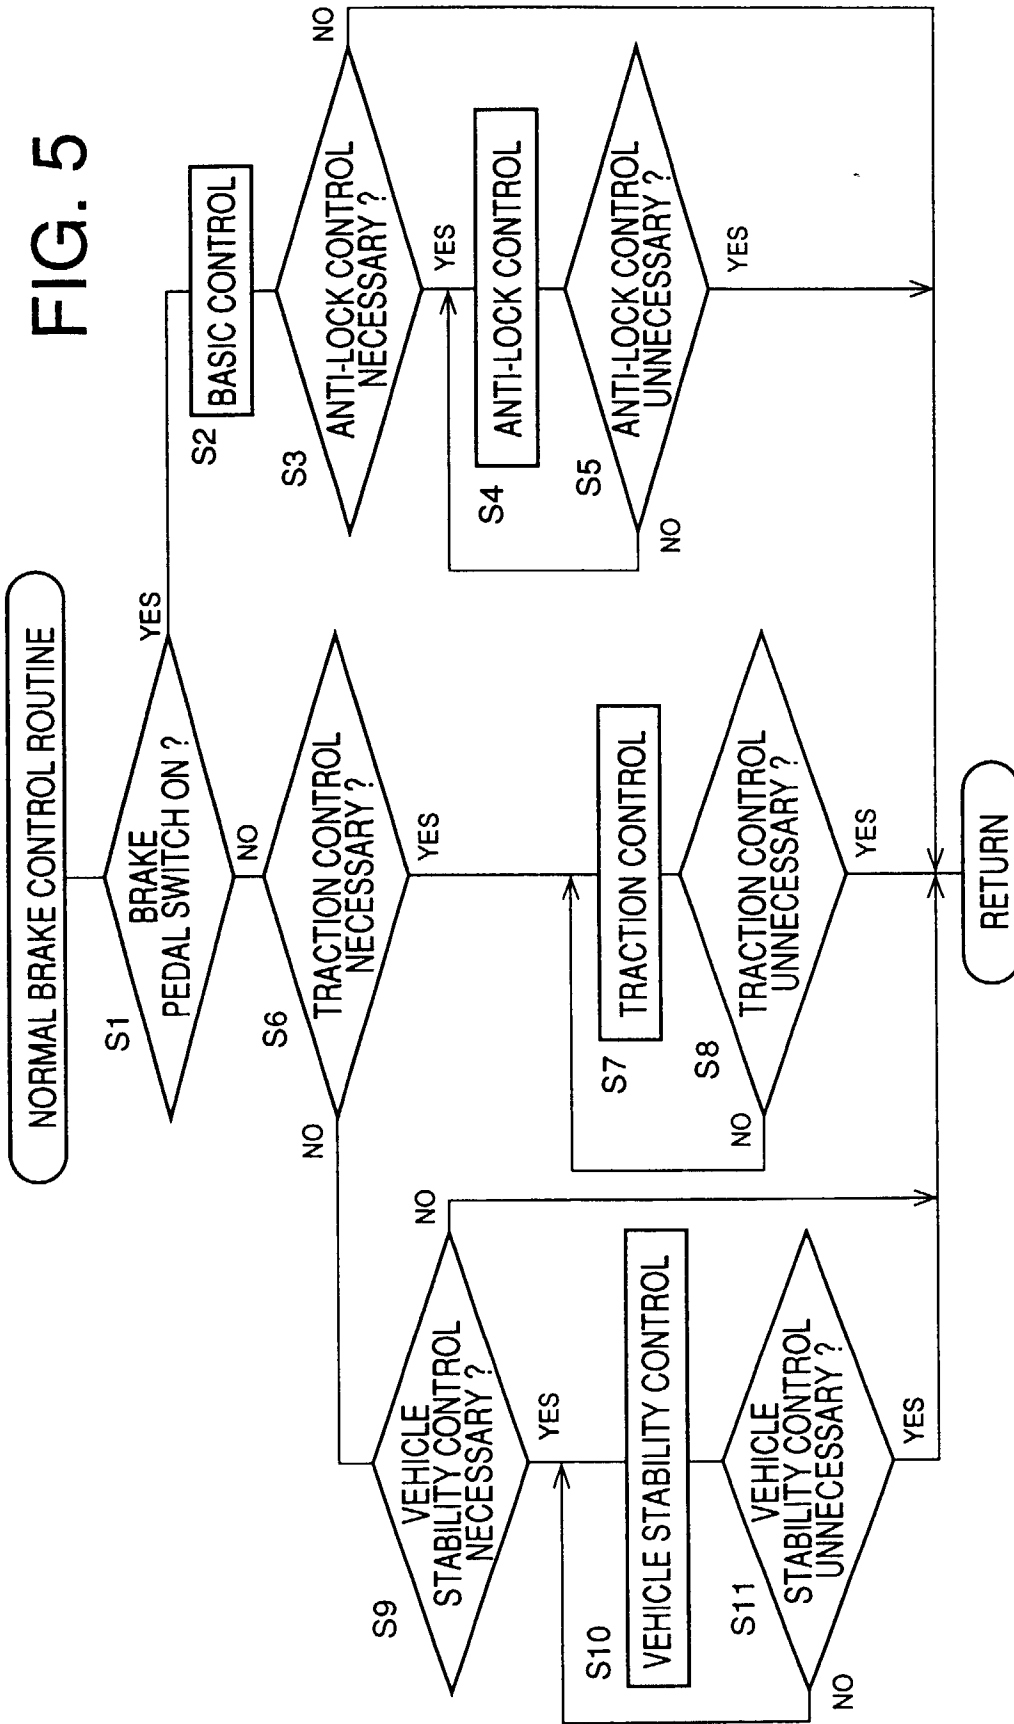 FIG. 5
NORMAL BRAKE CONTROL ROUTINE
S1
BRAKE
PEDAL SWITCH ON ?
YES
NO
S2
BASIC CONTROL
S3
ANTI-LOCK CONTROL
NECESSARY ?
NO
YES
S4
ANTI-LOCK CONTROL
S5
ANTI-LOCK CONTROL
UNNECESSARY ?
NO
YES
S6
TRACTION CONTROL
NECESSARY ?
NO
YES
S7
TRACTION CONTROL
S8
TRACTION CONTROL
UNNECESSARY ?
NO
YES
S9
VEHICLE
STABILITY CONTROL
NECESSARY ?
NO
YES
S10
VEHICLE STABILITY CONTROL
S11
VEHICLE
STABILITY CONTROL
UNNECESSARY ?
NO
YES
RETURN